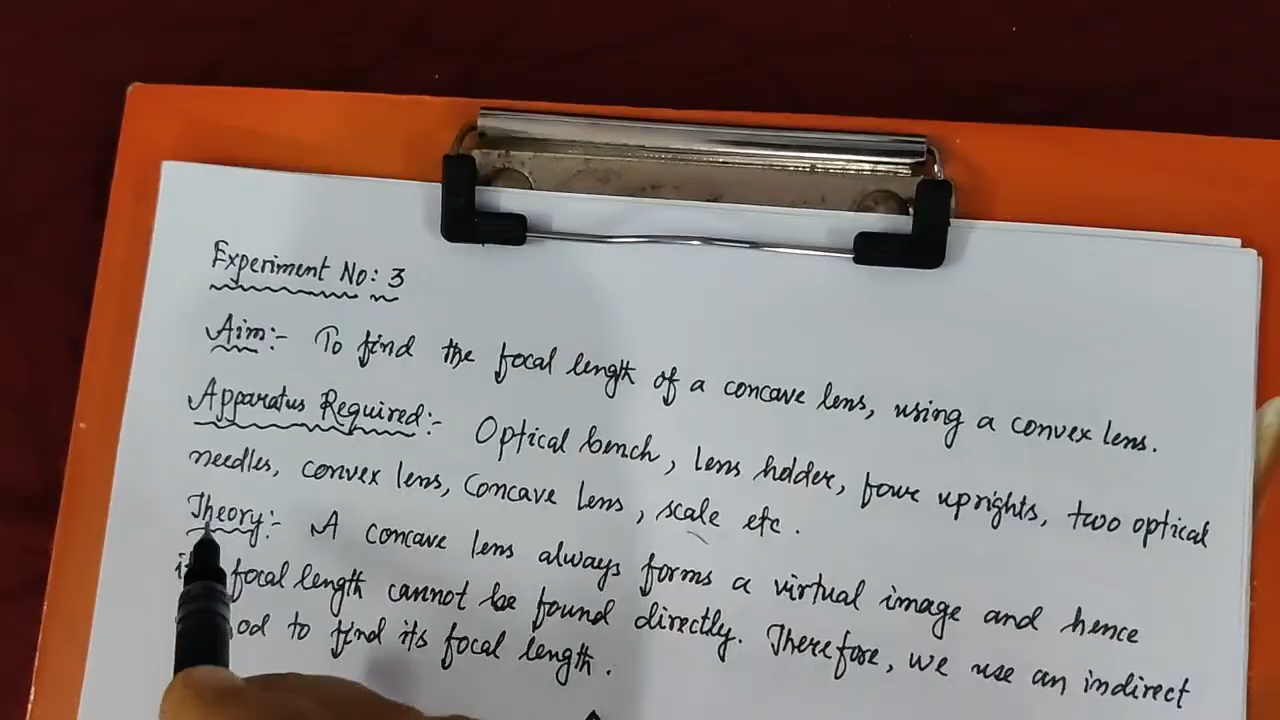 Experiment No: 3
Aim:- To find the focal length of a concave lens, using a convex lens.
Apparatus Required:- Optical bench, lens holder, four uprights, two optical
needles, convex lens, Concave lens, scale etc.
Theory:- A concave lens always forms a virtual image and hence
focal length cannot be found directly. Therefore, we use an indirect
to find its focal length.